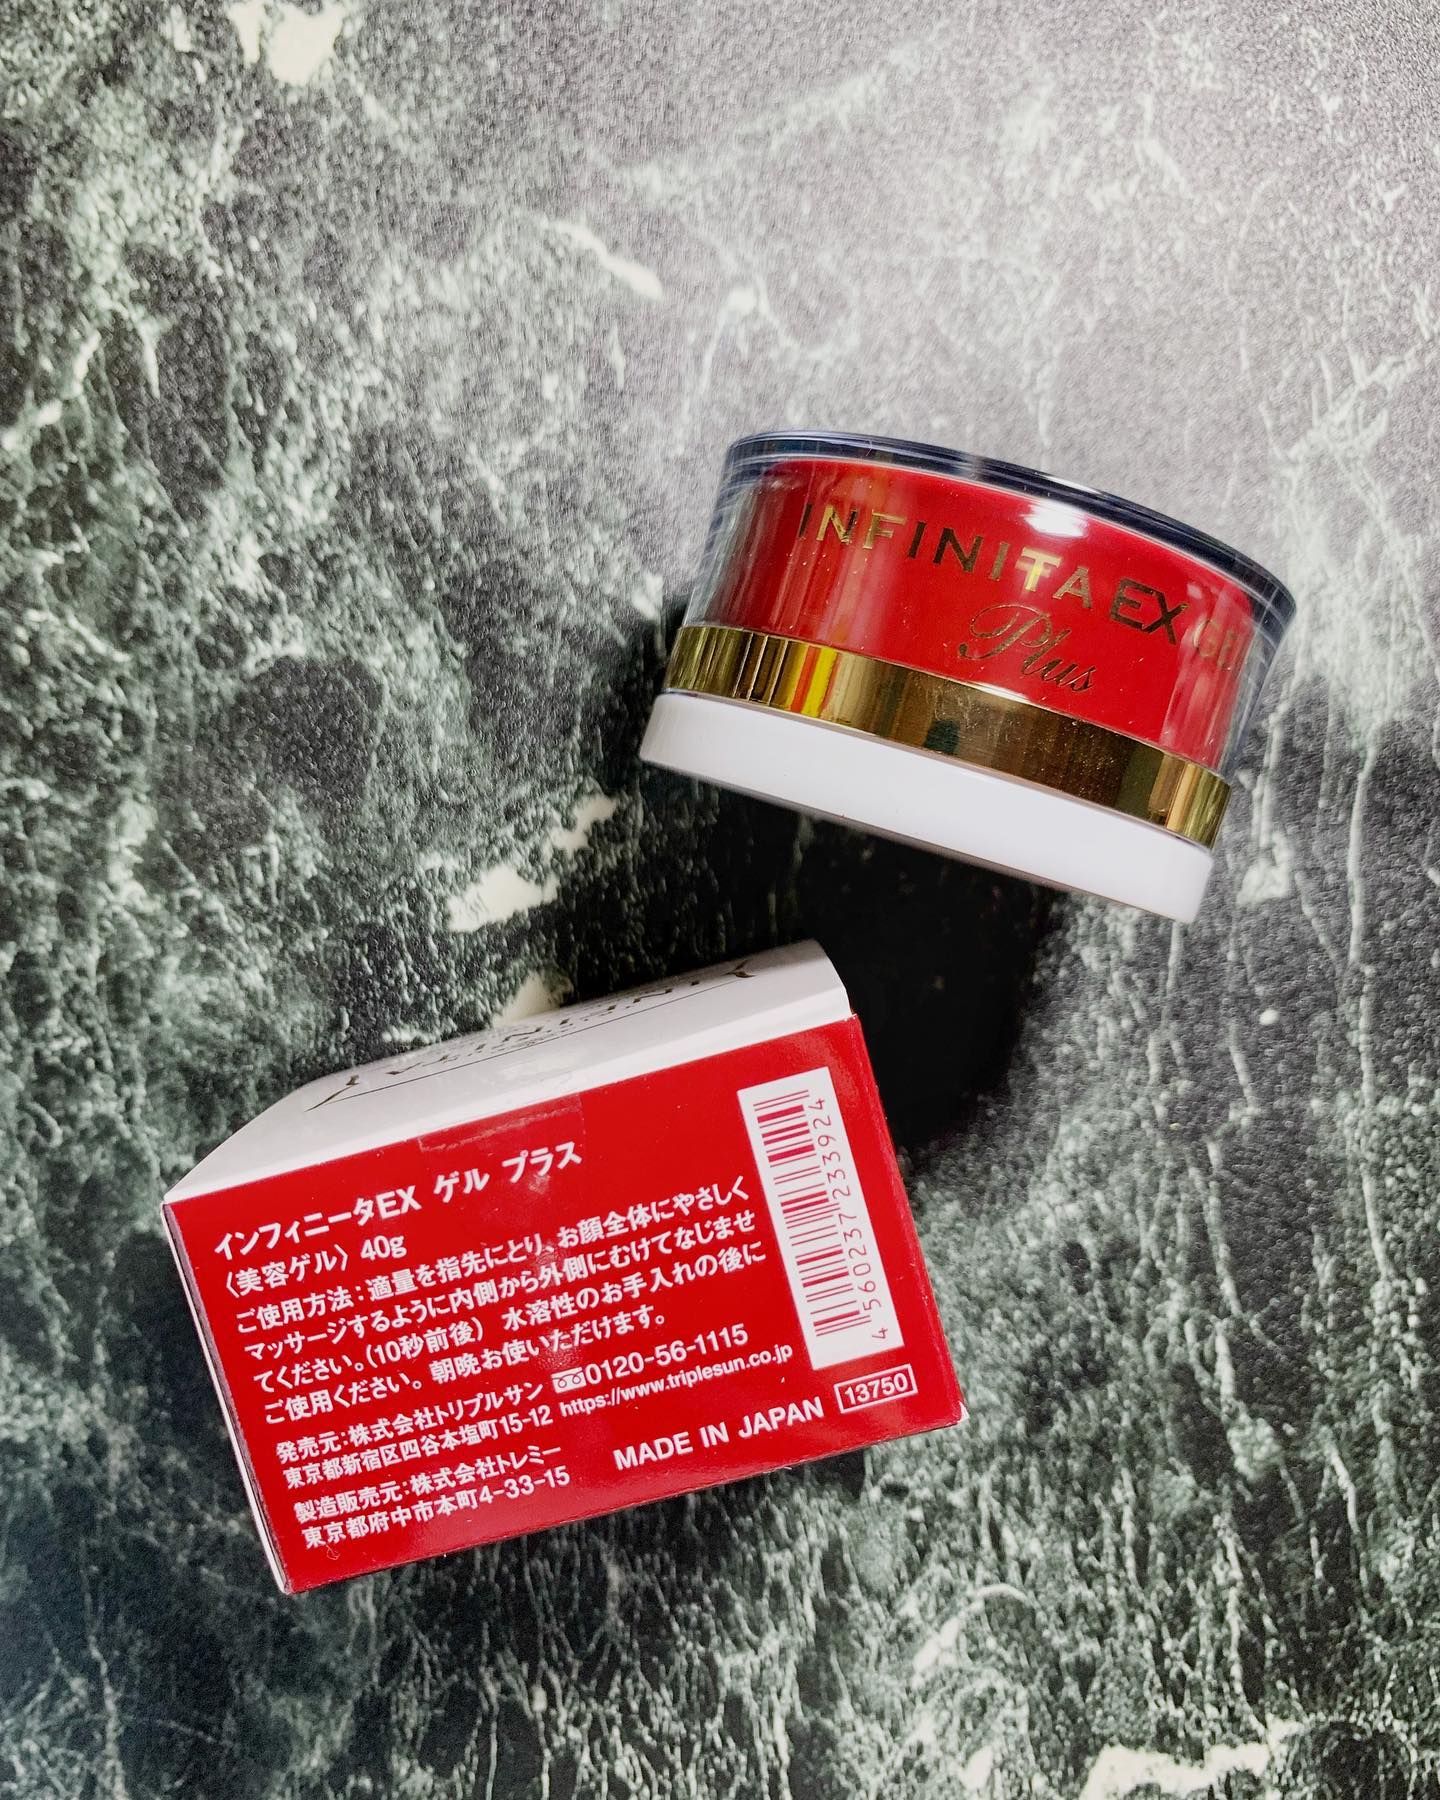 INFINITA EX GEL
Plus
インフィニータEX ゲル プラス
〈美容ゲル〉 40g
ご使用方法：適量を指先にとり、お顔全体にやさしく
マッサージするように内側から外側にむけてなじませ
てください。(10秒前後) 水溶性のお手入れの後に
ご使用ください。朝晩お使いいただけます。
発売元：株式会社トリプルサン 0120-56-1115
東京都新宿区四谷本塩町15-12 https://www.triplesun.co.jp
製造販売元：株式会社トレミー
東京都府中市本町4-33-15
MADE IN JAPAN 13750
4 560237 233924